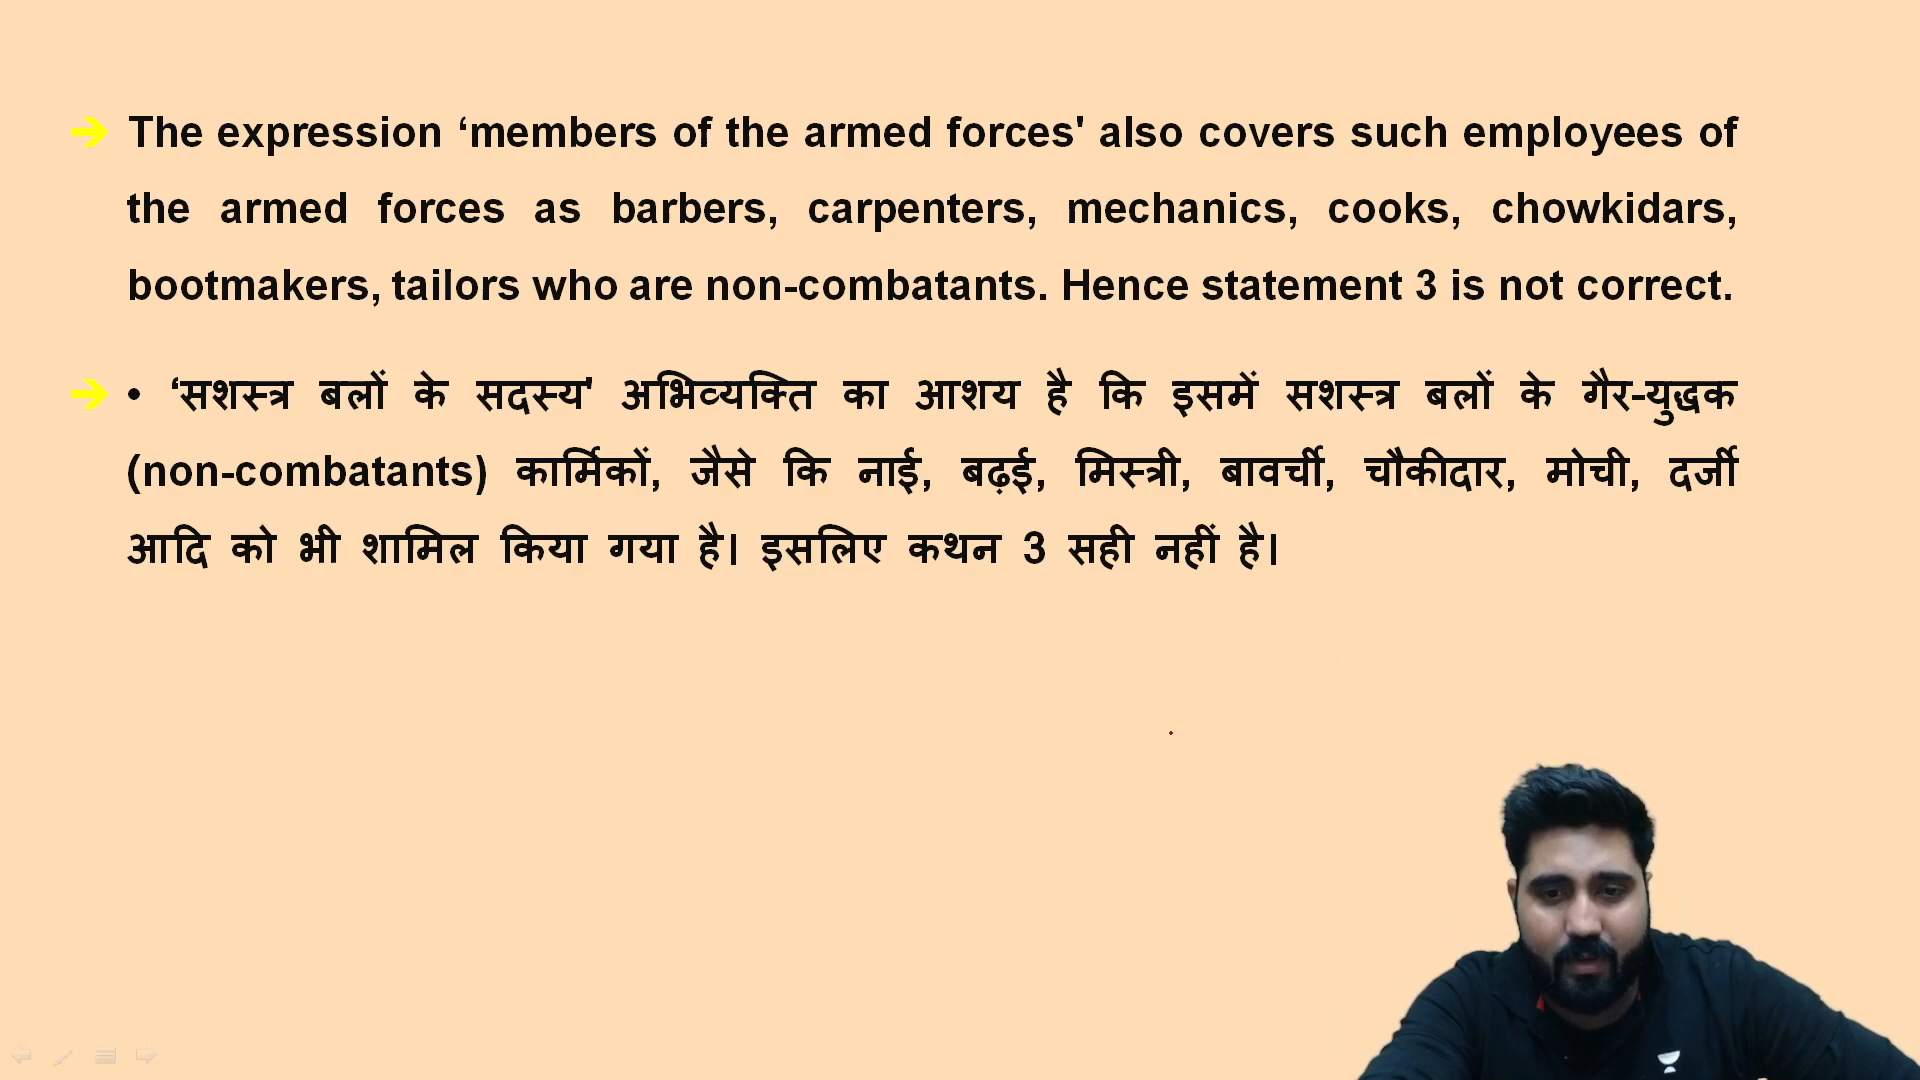 The expression ‘members of the armed forces' also covers such employees of
the armed forces as barbers, carpenters, mechanics, cooks, chowkidars,
bootmakers, tailors who are non-combatants. Hence statement 3 is not correct.
• ‘सशस्त्र बलों के सदस्य' अभिव्यक्ति का आशय है कि इसमें सशस्त्र बलों के गैर-युद्धक
(non-combatants) कार्मिकों, जैसे कि नाई, बढ़ई, मिस्त्री, बावर्ची, चौकीदार, मोची, दर्जी
आदि को भी शामिल किया गया है। इसलिए कथन 3 सही नहीं है।